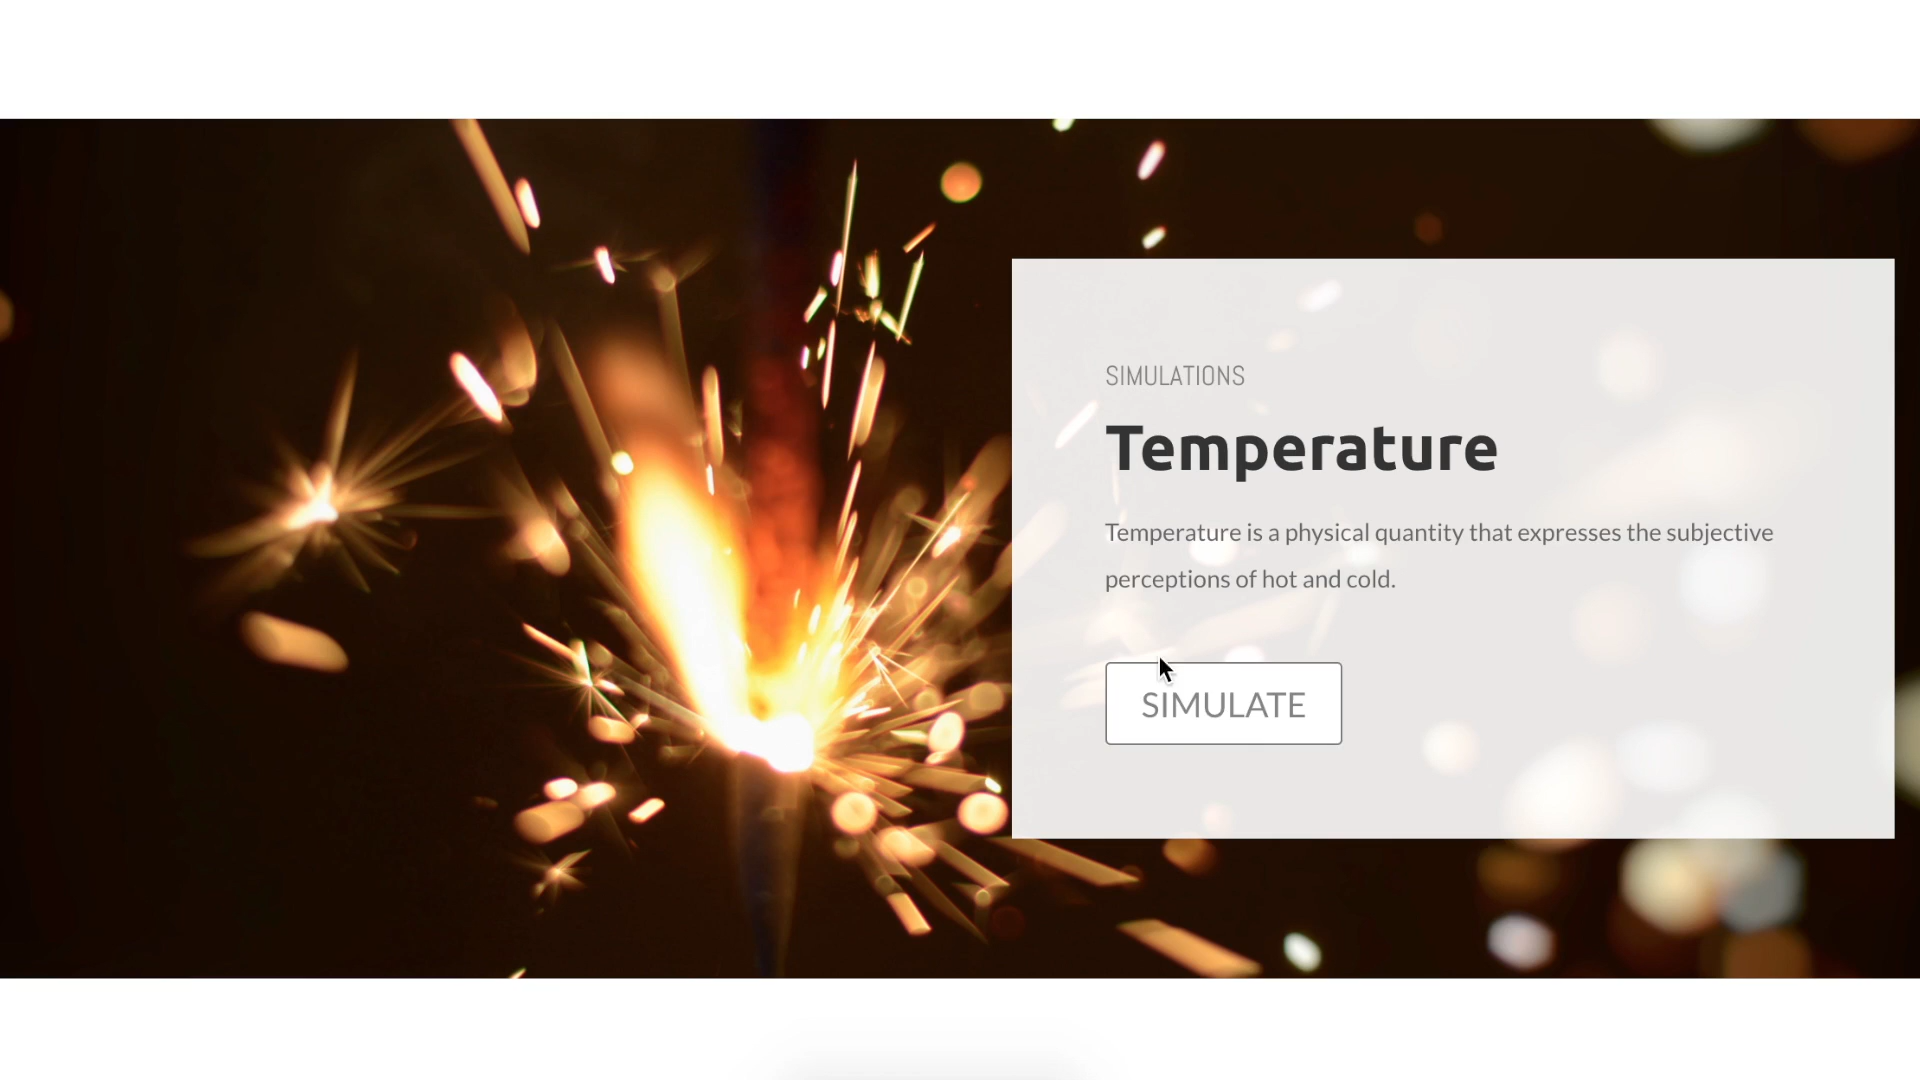 SIMULATIONS
Temperature
Temperature is a physical quantity that expresses the subjective
perceptions of hot and cold.
SIMULATE